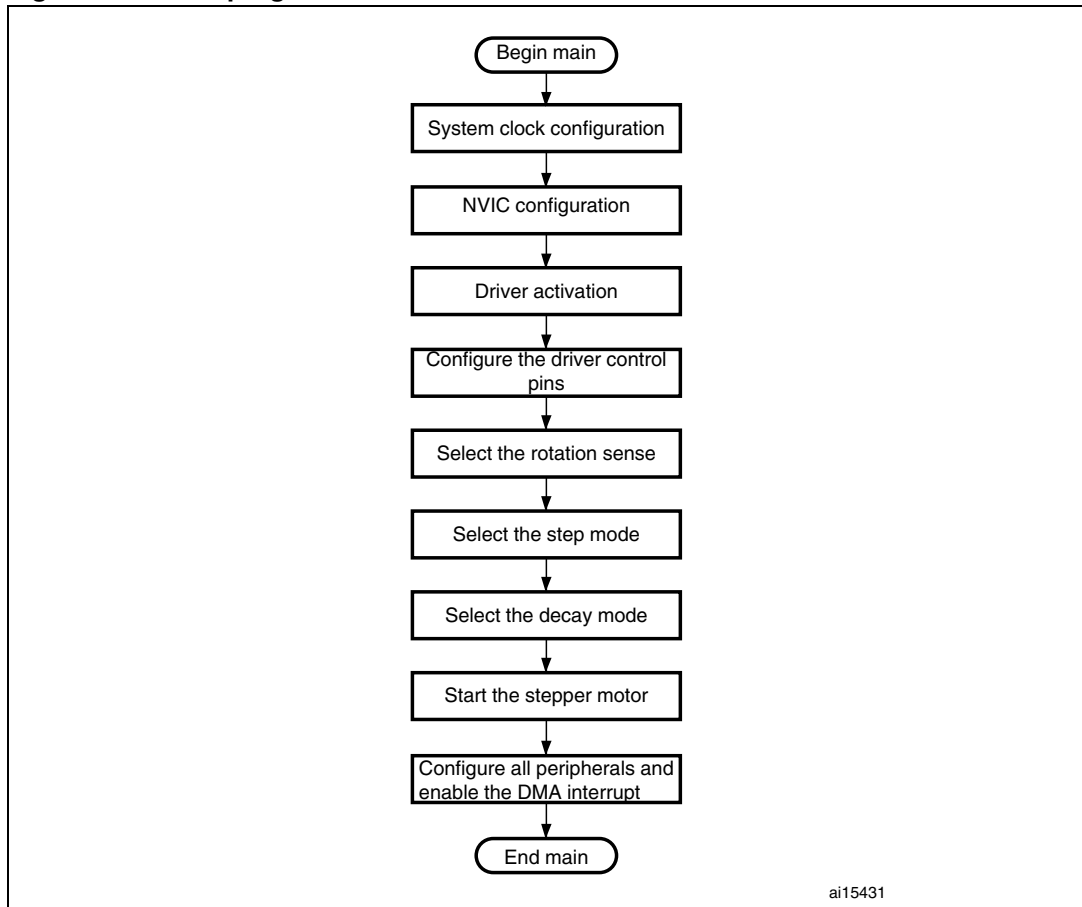 Begin main
System clock configuration
NVIC configuration
Driver activation
Configure the driver control
pins
Select the rotation sense
Select the step mode
Select the decay mode
Start the stepper motor
Configure all peripherals and
enable the DMA interrupt
End main
ai15431